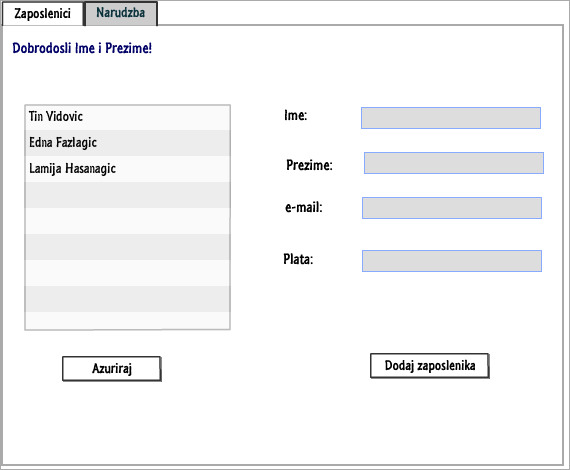 Zaposlenici
Narudzba
Dobrodosli Ime i Prezime!
Tin Vidovic
Edna Fazlagic
Lamija Hasanagic
Ime:
Prezime:
e-mail:
Plata:
Azuriraj
Dodaj zaposlenika